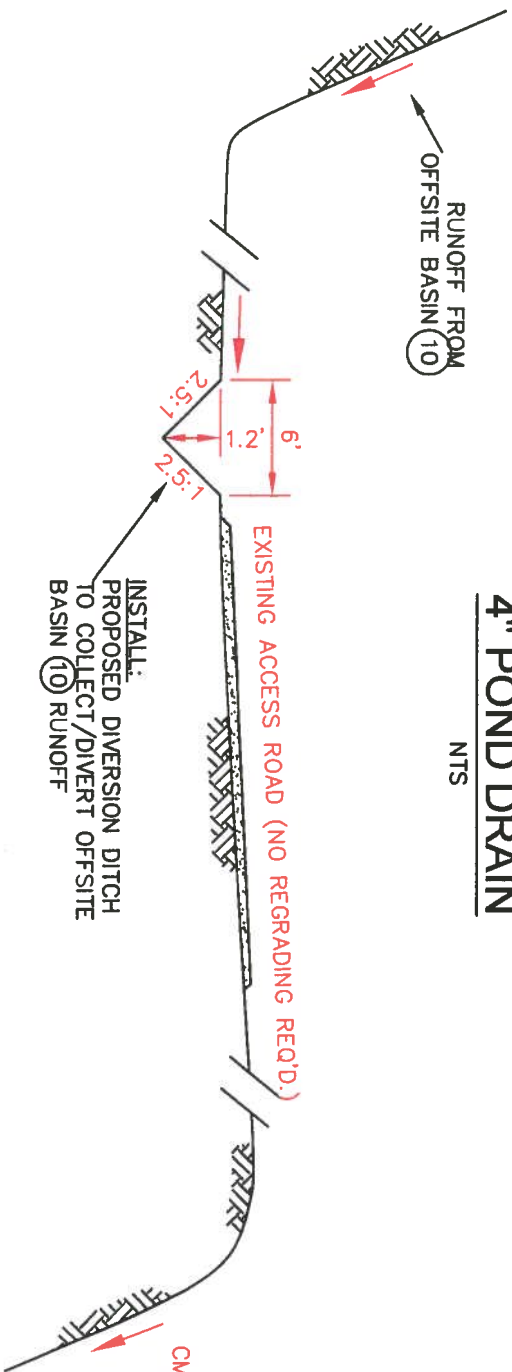 4" POND DRAIN
NTS
RUNOFF FROM
OFFSITE BASIN 10
6'
1.2'
2.5:1
2.5:1
EXISTING ACCESS ROAD (NO REGRADING REQ'D.)
INSTALL:
PROPOSED DIVERSION DITCH
TO COLLECT/DIVERT OFFSITE
BASIN 10 RUNOFF
CM